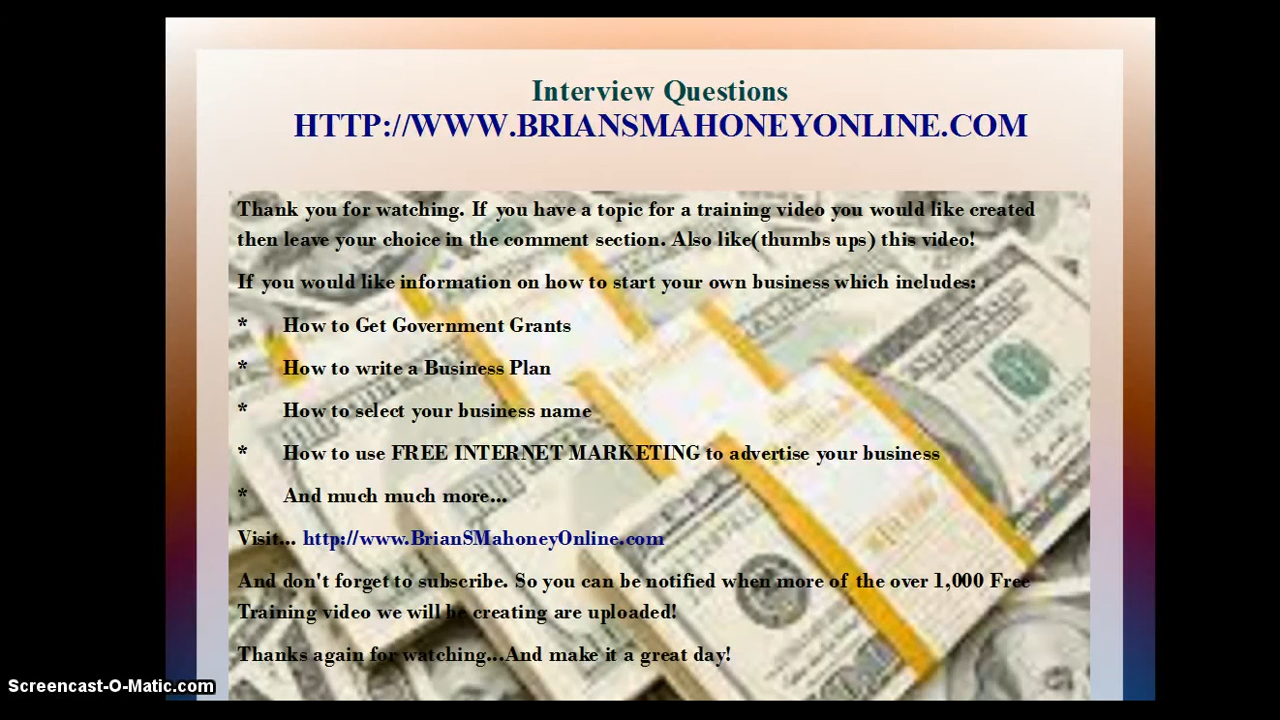 Interview Questions
HTTP://WWW.BRIANSMAHONEYONLINE.COM
Thank you for watching. If you have a topic for a training video you would like created
then leave your choice in the comment section. Also like(thumbs ups) this video!
If you would like information on how to start your own business which includes:
* How to Get Government Grants
* How to write a Business Plan
* How to select your business name
* How to use FREE INTERNET MARKETING to advertise your business
* And much much more...
Visit... http://www.BrianSMahoneyOnline.com
And don't forget to subscribe. So you can be notified when more of the over 1,000 Free
Training video we will be creating are uploaded!
Thanks again for watching...And make it a great day!
Screencast-O-Matic.com